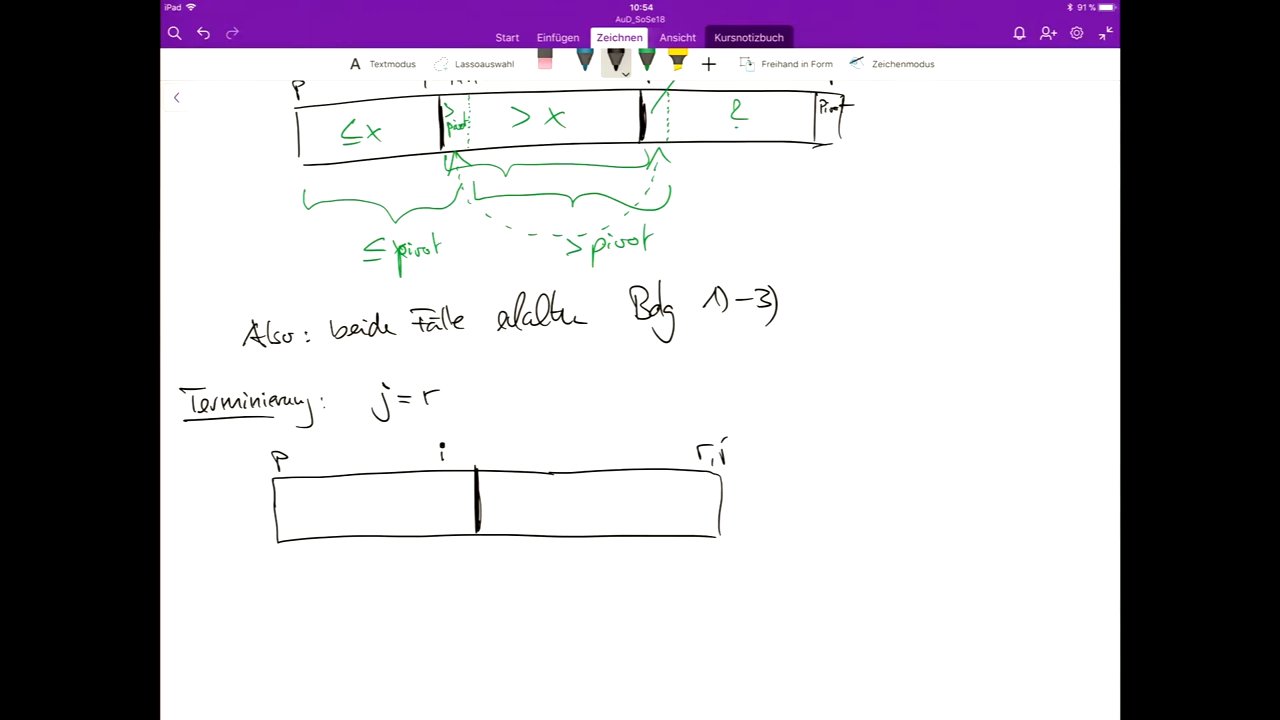 iPad 10:54 91 %
AuD_SoSe18
Start Einfügen Zeichnen Ansicht Kursnotizbuch
A Textmodus Lassoauswahl Freihand in Form Zeichenmodus
P
≤x > pivot > x ? Pivot
≤ pivot > pivot
Also: beide Fälle erhalten Bdg 1)-3)
Terminierung: j = r
p i r, j